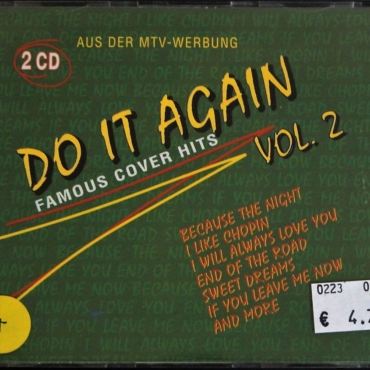 AUS DER MTV-WERBUNG
2 CD
DO IT AGAIN
VOL. 2
FAMOUS COVER HITS
BECAUSE THE NIGHT
I LIKE CHOPIN
I WILL ALWAYS LOVE YOU
END OF THE ROAD
SWEET DREAMS
IF YOU LEAVE ME NOW
AND MORE
0223
€ 4.